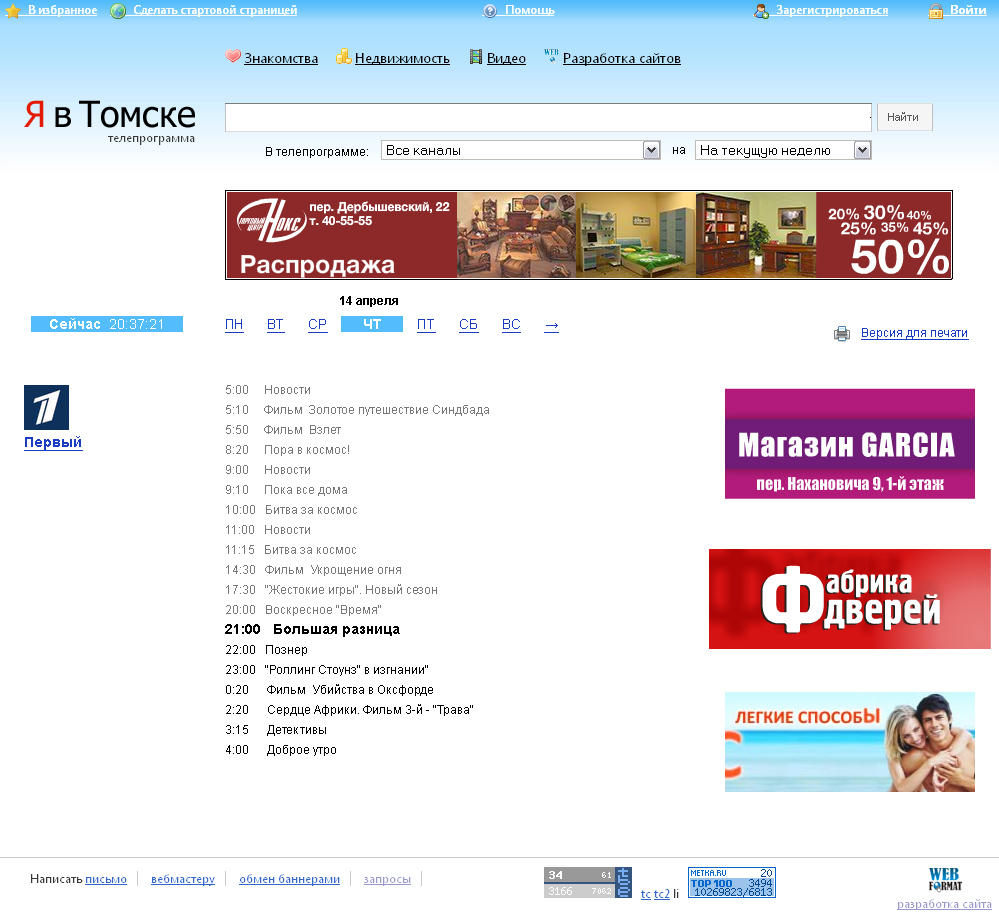 В избранное Сделать стартовой страницей Помощь Зарегистрироваться Войти
Знакомства Недвижимость Видео WEB Разработка сайтов
Я в Томске
телепрограмма
Найти
В телепрограмме: Все каналы на На текущую неделю
Торговый центр Нокс
пер. Дербышевский, 22
т. 40-55-55
Распродажа
20% 30% 40%
25% 35% 45%
50%
14 апреля
Сейчас 20:37:21 ПН ВТ СР ЧТ ПТ СБ ВС →
Версия для печати
Первый
5:00 Новости
5:10 Фильм Золотое путешествие Синдбада
5:50 Фильм Взлет
8:20 Пора в космос!
9:00 Новости
9:10 Пока все дома
10:00 Битва за космос
11:00 Новости
11:15 Битва за космос
14:30 Фильм Укрощение огня
17:30 "Жестокие игры". Новый сезон
20:00 Воскресное "Время"
21:00 Большая разница
22:00 Познер
23:00 "Роллинг Стоунз" в изгнании"
0:20 Фильм Убийства в Оксфорде
2:20 Сердце Африки. Фильм 3-й - "Трава"
3:15 Детективы
4:00 Доброе утро
Магазин GARCIA
пер. Нахановича 9, 1-й этаж
Фабрика
дверей
ЛЕГКИЕ СПОСОБЫ
С
Написать письмо вебмастеру обмен баннерами запросы
34 61
3166 7062
tc tc2 li
МЕТКА.RU 20
TOP 100 3494
10269823/6813
WEB
FORMAT
разработка сайта